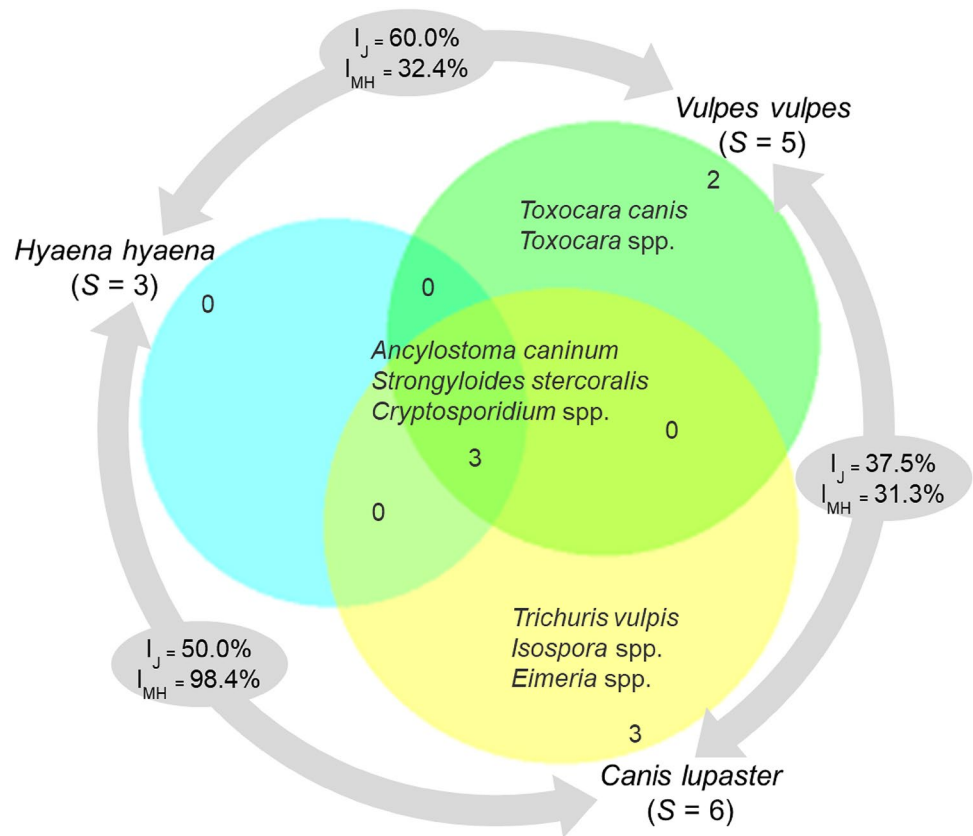 I_J = 60.0%
I_MH = 32.4%
Vulpes vulpes
(S = 5)
2
Toxocara canis
Toxocara spp.
Hyaena hyaena
(S = 3)
0
0
Ancylostoma caninum
Strongyloides stercoralis
Cryptosporidium spp.
0
3
0
I_J = 37.5%
I_MH = 31.3%
Trichuris vulpis
Isospora spp.
Eimeria spp.
I_J = 50.0%
I_MH = 98.4%
3
Canis lupaster
(S = 6)